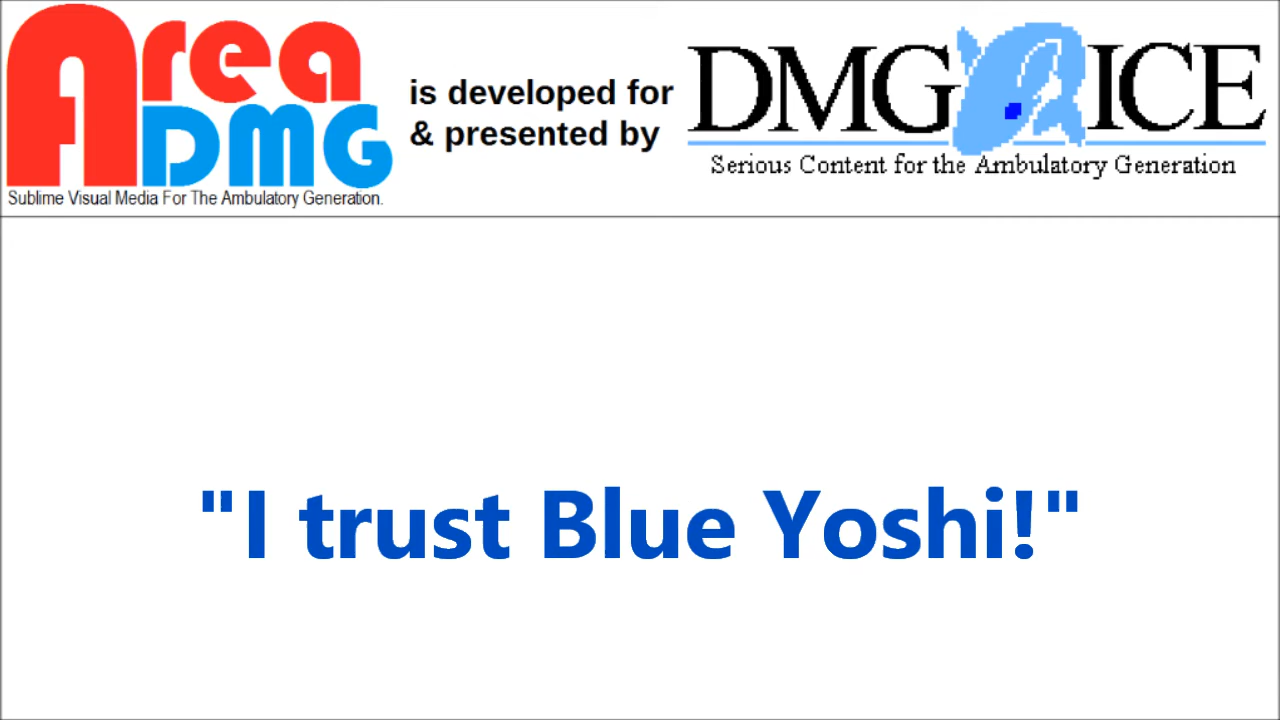 Area
DMG
Sublime Visual Media For The Ambulatory Generation.
is developed for
& presented by
DMG ICE
Serious Content for the Ambulatory Generation
"I trust Blue Yoshi!"